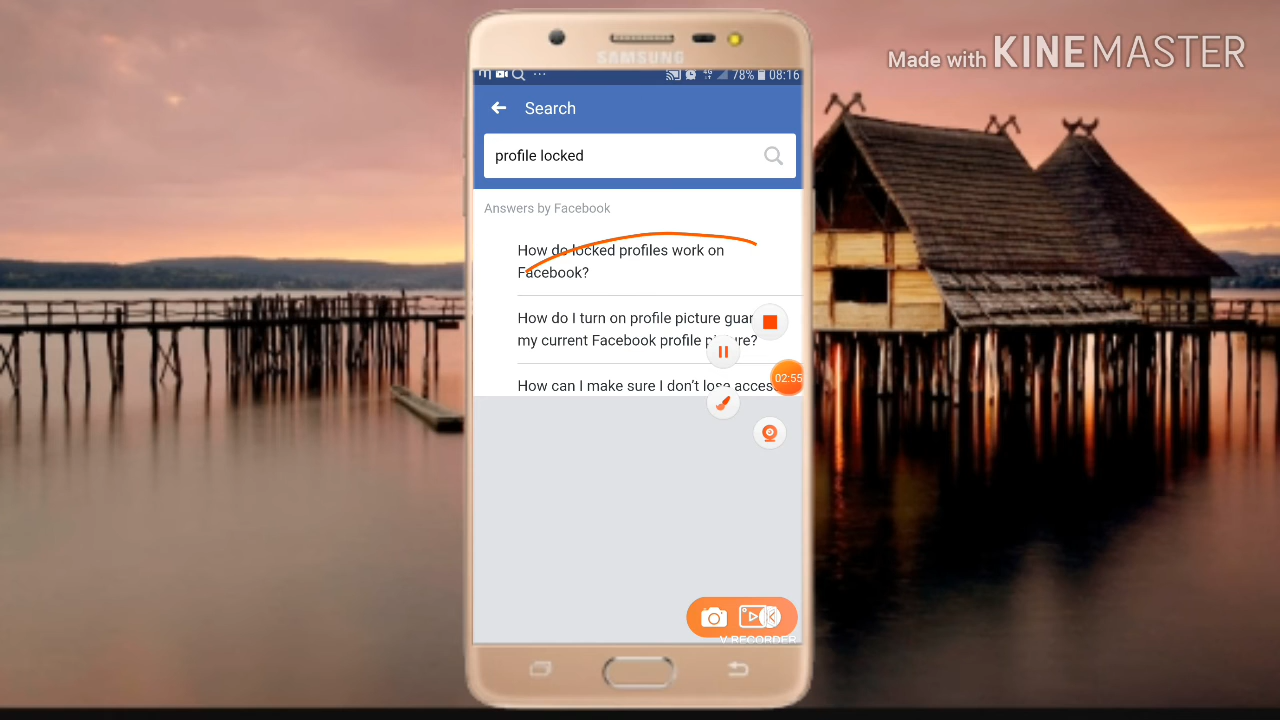 Made with KINEMASTER
SAMSUNG
78% 08:16
Search
profile locked
Answers by Facebook
How do locked profiles work on
Facebook?
How do I turn on profile picture guar
my current Facebook profile picture?
How can I make sure I don't lose access
02:55
V RECORDER